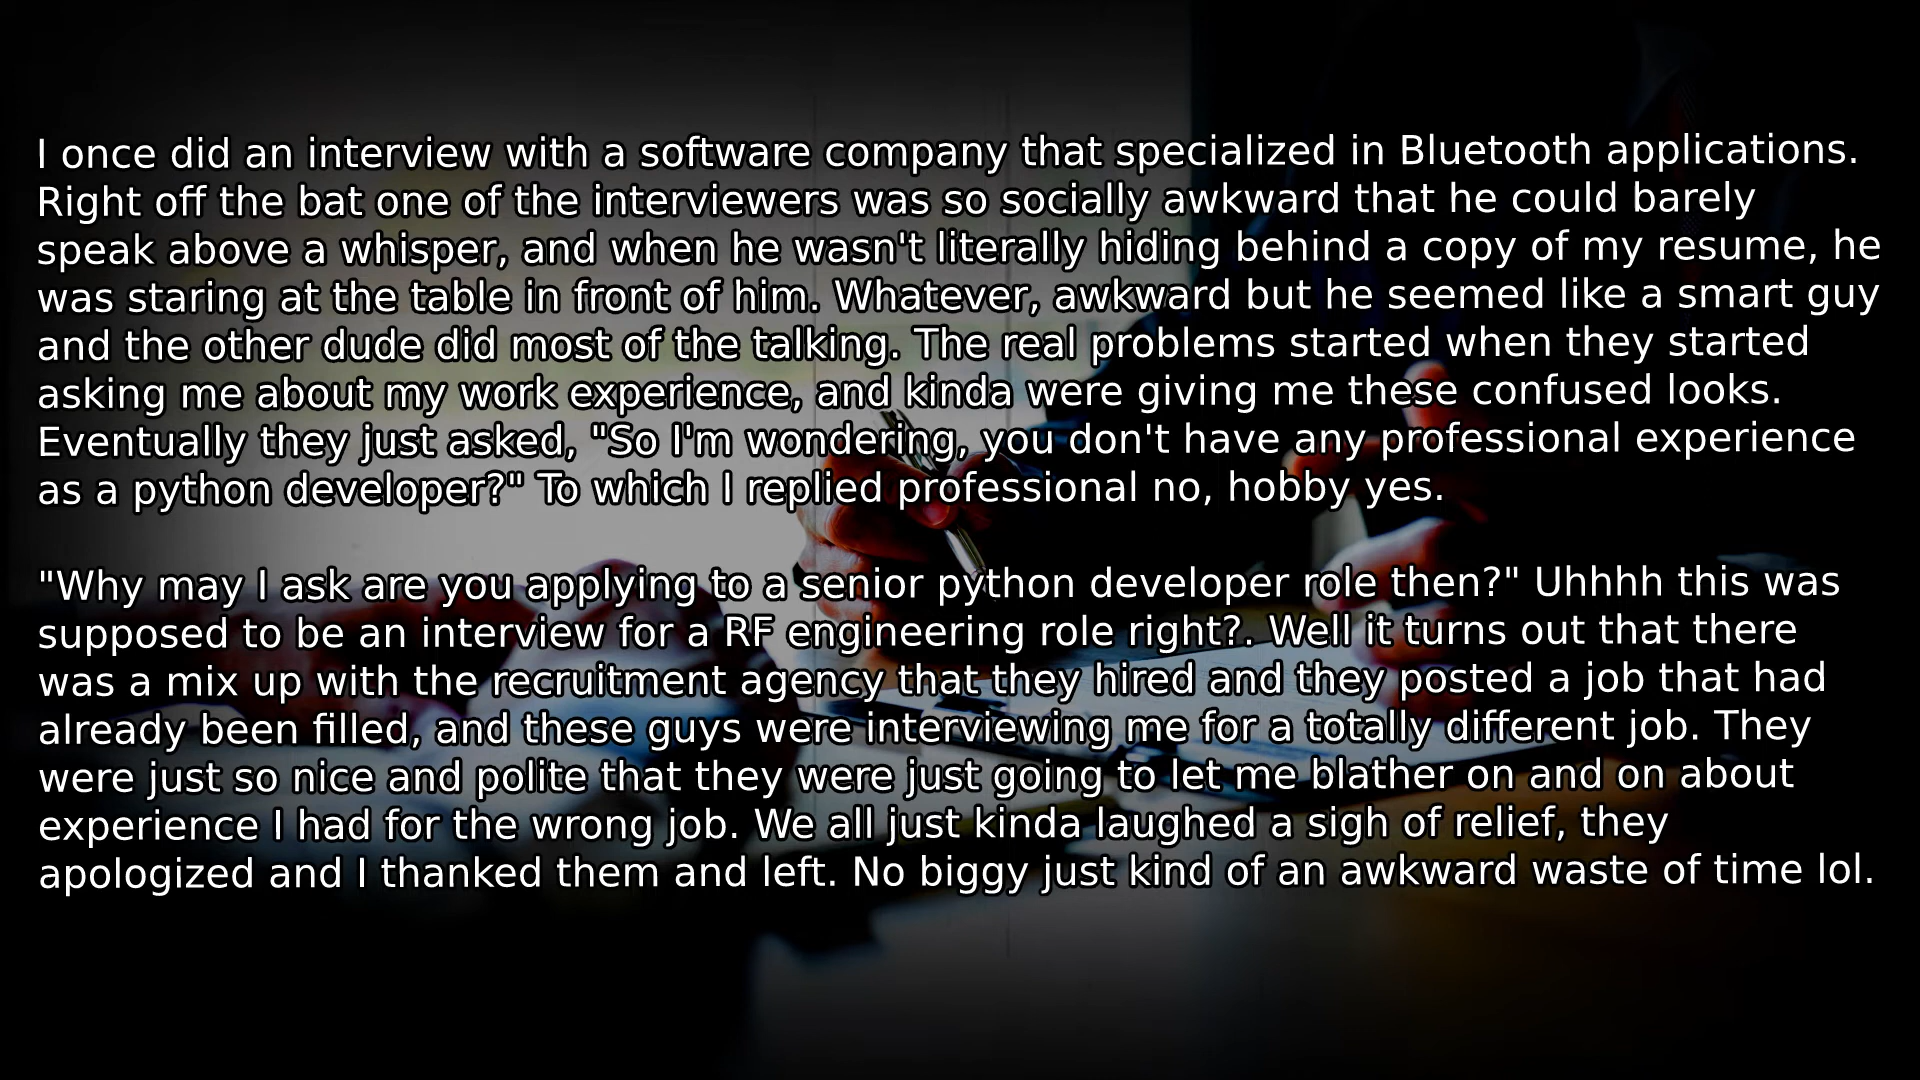 I once did an interview with a software company that specialized in Bluetooth applications.
Right off the bat one of the interviewers was so socially awkward that he could barely
speak above a whisper, and when he wasn't literally hiding behind a copy of my resume, he
was staring at the table in front of him. Whatever, awkward but he seemed like a smart guy
and the other dude did most of the talking. The real problems started when they started
asking me about my work experience, and kinda were giving me these confused looks.
Eventually they just asked, "So I'm wondering, you don't have any professional experience
as a python developer?" To which I replied professional no, hobby yes.
"Why may I ask are you applying to a senior python developer role then?" Uhhhh this was
supposed to be an interview for a RF engineering role right?. Well it turns out that there
was a mix up with the recruitment agency that they hired and they posted a job that had
already been filled, and these guys were interviewing me for a totally different job. They
were just so nice and polite that they were just going to let me blather on and on about
experience I had for the wrong job. We all just kinda laughed a sigh of relief, they
apologized and I thanked them and left. No biggy just kind of an awkward waste of time lol.